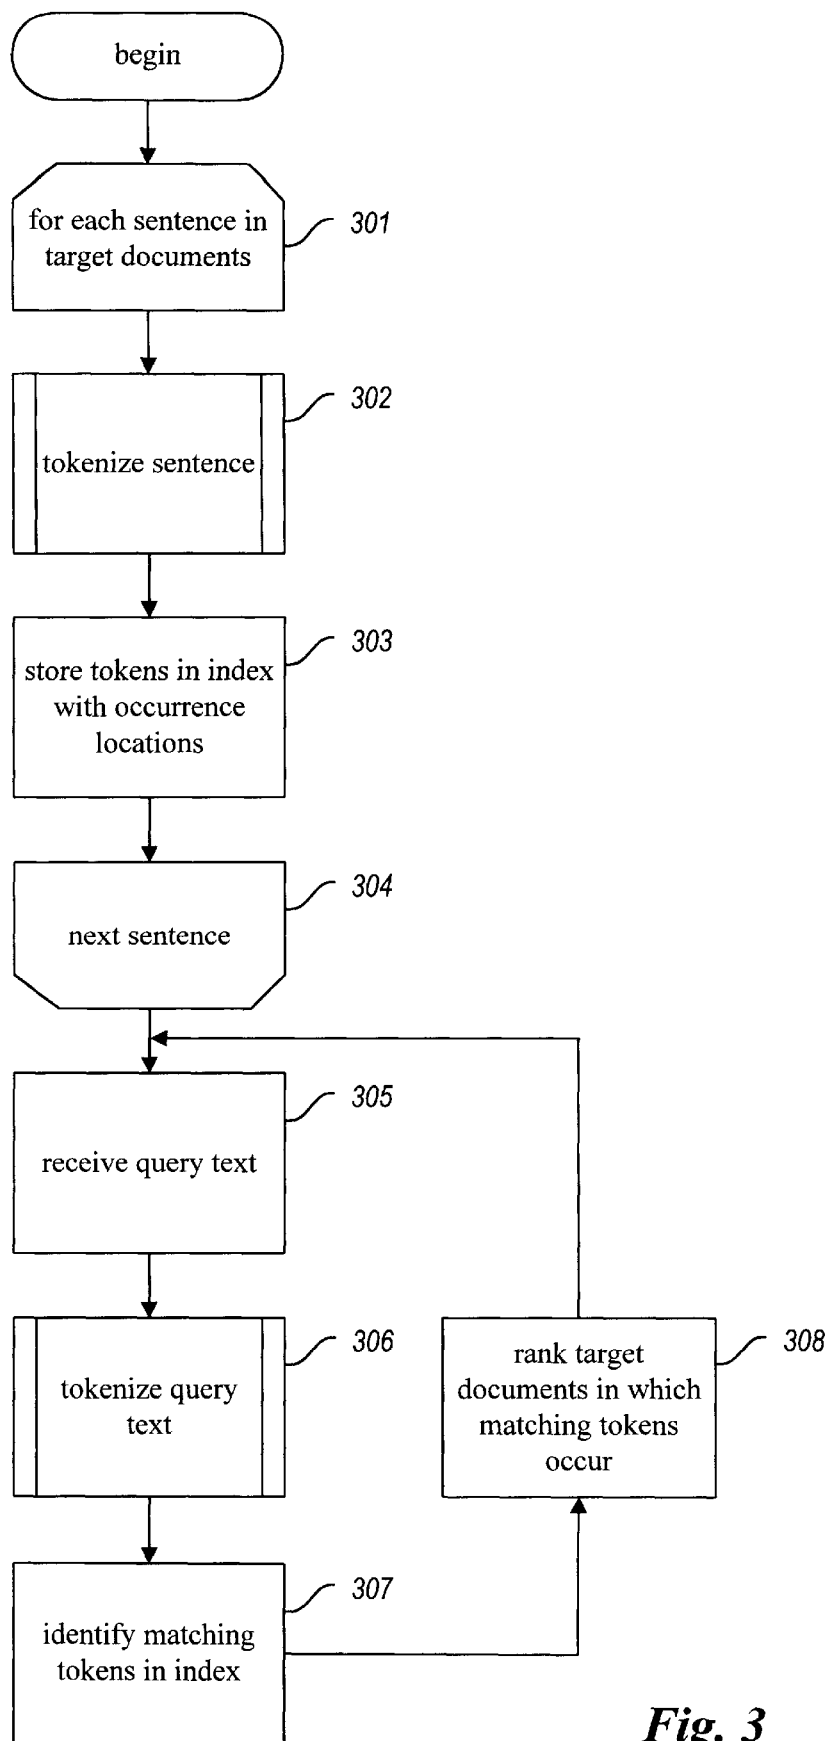 begin
for each sentence in
target documents
301
tokenize sentence
302
store tokens in index
with occurrence
locations
303
next sentence
304
receive query text
305
tokenize query
text
306
rank target
documents in which
matching tokens
occur
308
identify matching
tokens in index
307
Fig. 3